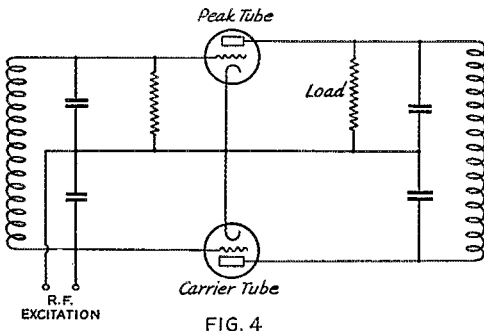 Peak Tube
Load
Carrier Tube
R.F.
EXCITATION
FIG. 4